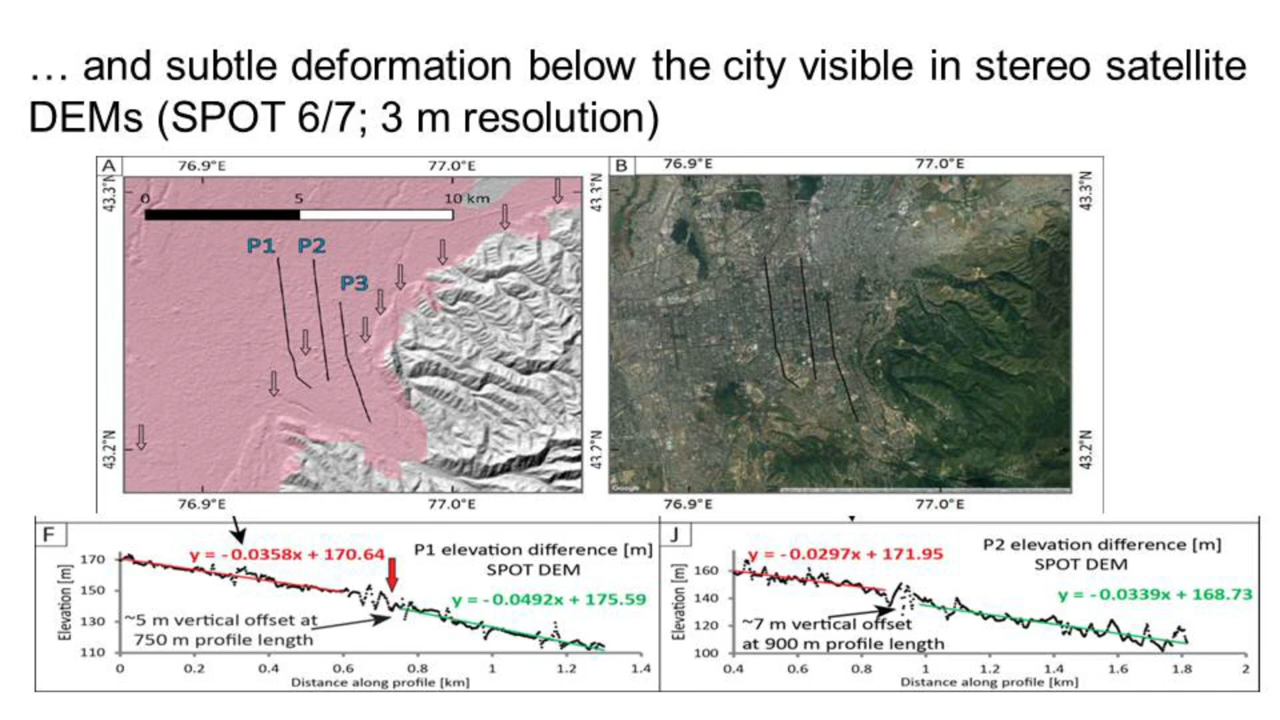 … and subtle deformation below the city visible in stereo satellite
DEMs (SPOT 6/7; 3 m resolution)
A
76.9°E 77.0°E
43.3°N
0 5 10 km
P1 P2
P3
43.2°N
76.9°E 77.0°E
B
76.9°E 77.0°E
43.3°N 43.3°N
43.2°N 43.2°N
Google
76.9°E 77.0°E
F
y = -0.0358x + 170.64
P1 elevation difference [m]
SPOT DEM
y = -0.0492x + 175.59
~5 m vertical offset at
750 m profile length
Elevation [m]
170
150
130
110
0 0.2 0.4 0.6 0.8 1 1.2 1.4
Distance along profile [km]
J
y = - 0.0297x + 171.95
P2 elevation difference [m]
SPOT DEM
y = -0.0339x + 168.73
~7 m vertical offset
at 900 m profile length
Elevation [m]
160
140
120
100
0.4 0.6 0.8 1 1.2 1.4 1.6 1.8 2
Distance along profile [km]